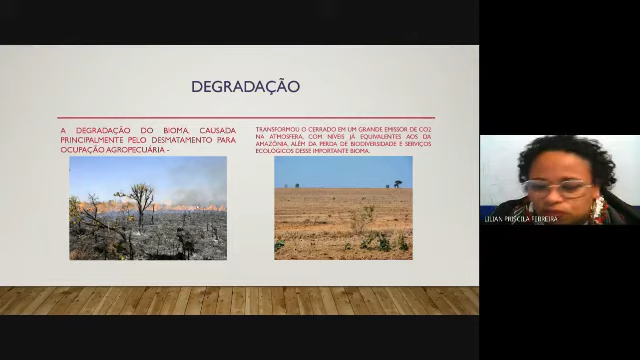 DEGRADAÇÃO
A DEGRADAÇÃO DO BIOMA, CAUSADA
PRINCIPALMENTE PELO DESMATAMENTO PARA
OCUPAÇÃO AGROPECUÁRIA -
TRANSFORMOU O CERRADO EM UM GRANDE EMISSOR DE CO2
NA ATMOSFERA, COM NÍVEIS JÁ EQUIVALENTES AOS DA
AMAZÔNIA, ALÉM DA PERDA DE BIODIVERSIDADE E SERVIÇOS
ECOLÓGICOS DESSE IMPORTANTE BIOMA.
LILIAN PRISCILA FERREIRA